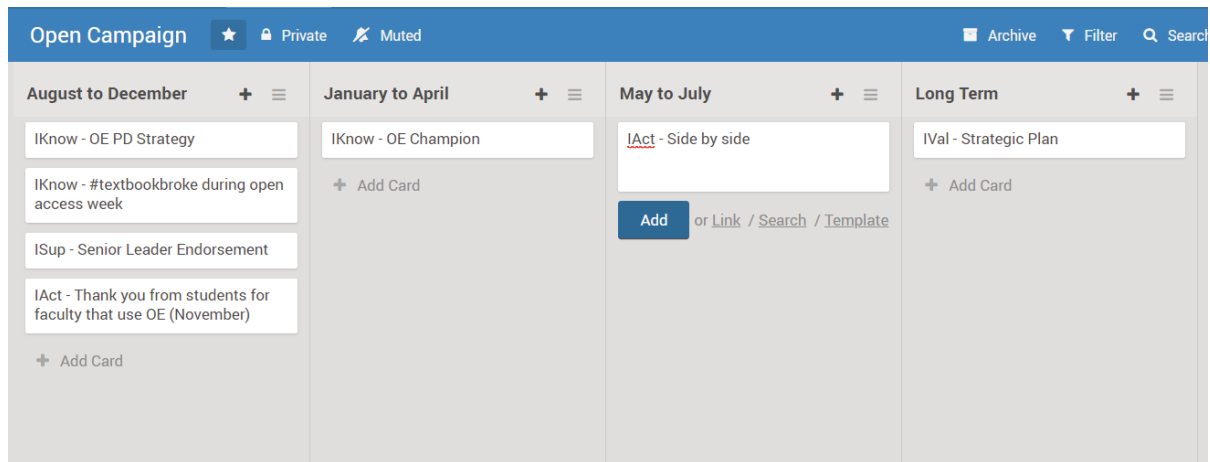 Open Campaign
Private
Muted
Archive
Filter
Search
August to December
IKnow - OE PD Strategy
IKnow - #textbookbroke during open
access week
ISup - Senior Leader Endorsement
IAct - Thank you from students for
faculty that use OE (November)
Add Card
January to April
IKnow - OE Champion
Add Card
May to July
IAct - Side by side
Add or Link / Search / Template
Long Term
IVal - Strategic Plan
Add Card